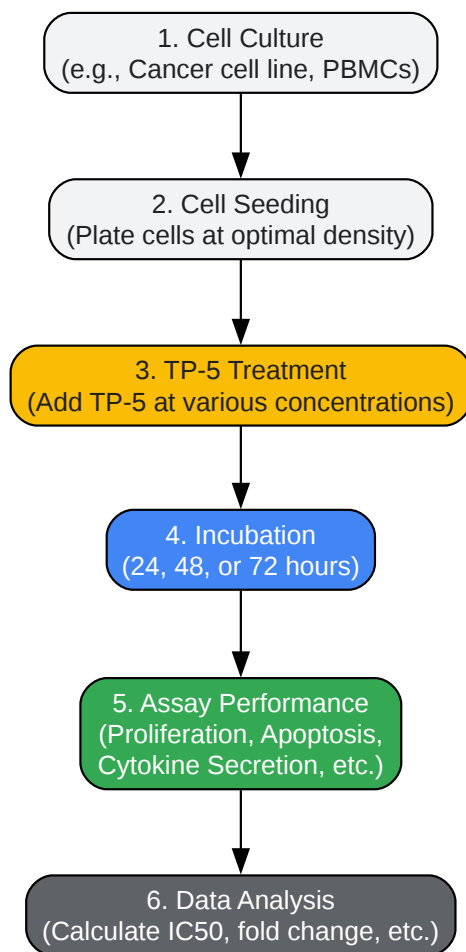 1. Cell Culture
(e.g., Cancer cell line, PBMCs)
2. Cell Seeding
(Plate cells at optimal density)
3. TP-5 Treatment
(Add TP-5 at various concentrations)
4. Incubation
(24, 48, or 72 hours)
5. Assay Performance
(Proliferation, Apoptosis,
Cytokine Secretion, etc.)
6. Data Analysis
(Calculate IC50, fold change, etc.)